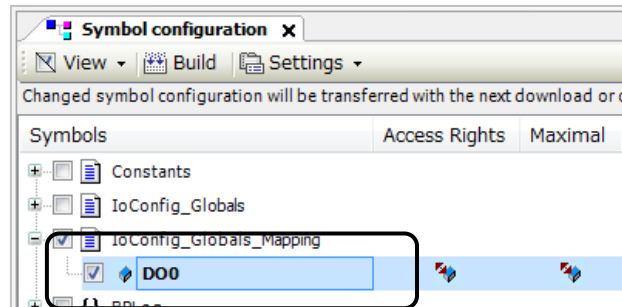 Symbol configuration x
View Build Settings
Changed symbol configuration will be transferred with the next download or
Symbols Access Rights Maximal
Constants
IoConfig_Globals
IoConfig_Globals_Mapping
DO0